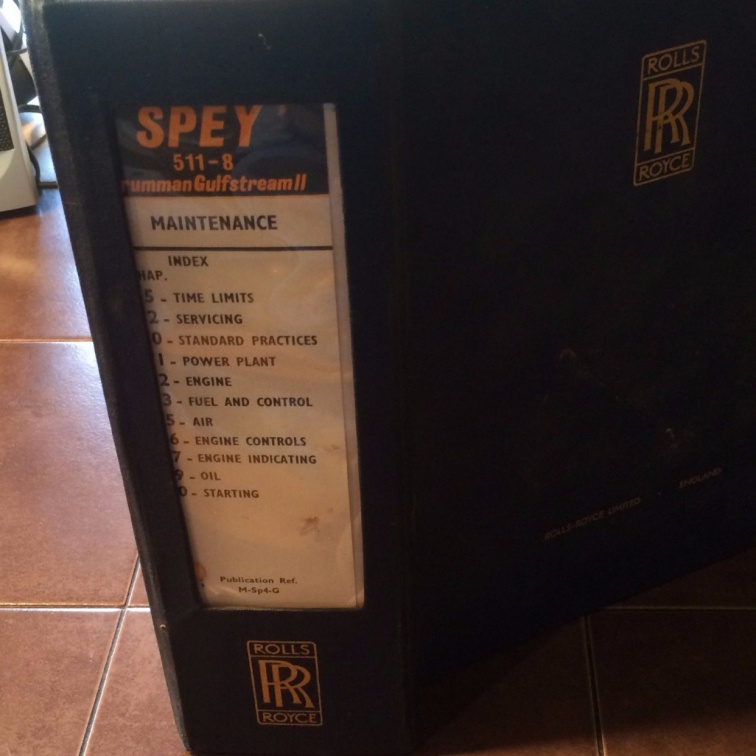 SPEY
511-8
rumman Gulfstream II
MAINTENANCE
INDEX
HAP.
5 - TIME LIMITS
2 - SERVICING
0 - STANDARD PRACTICES
1 - POWER PLANT
2 - ENGINE
3 - FUEL AND CONTROL
5 - AIR
6 - ENGINE CONTROLS
7 - ENGINE INDICATING
9 - OIL
0 - STARTING
Publication Ref.
M-Sp4-G
ROLLS
RR
ROYCE
ROLLS
RR
ROYCE
ROLLS-ROYCE LIMITED · ENGLAND